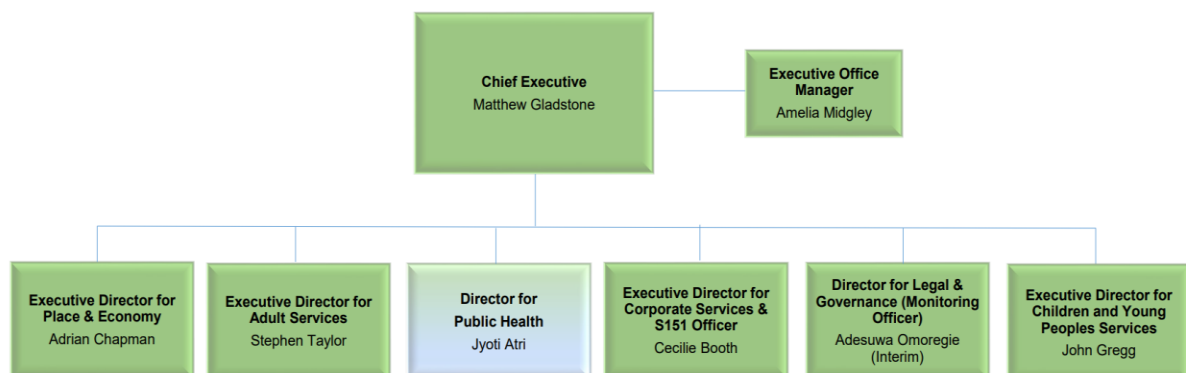 Chief Executive
Matthew Gladstone
Executive Office
Manager
Amelia Midgley
Executive Director for
Place & Economy
Adrian Chapman
Executive Director for
Adult Services
Stephen Taylor
Director for
Public Health
Jyoti Atri
Executive Director for
Corporate Services &
S151 Officer
Cecilie Booth
Director for Legal &
Governance (Monitoring
Officer)
Adesuwa Omoregie
(Interim)
Executive Director for
Children and Young
Peoples Services
John Gregg